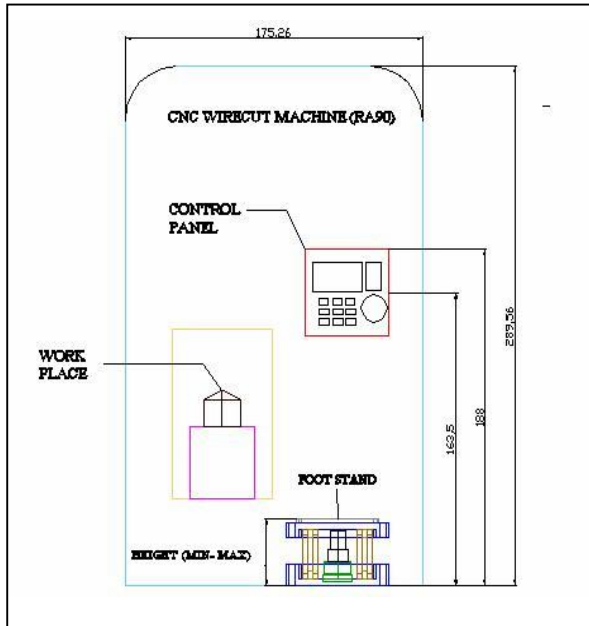 175,26
CNC WIRECUT MACHINE (RA90)
CONTROL
PANEL
289,56
188
163,5
WORK
PLACE
FOOT STAND
HEIGHT (MIN- MAX)